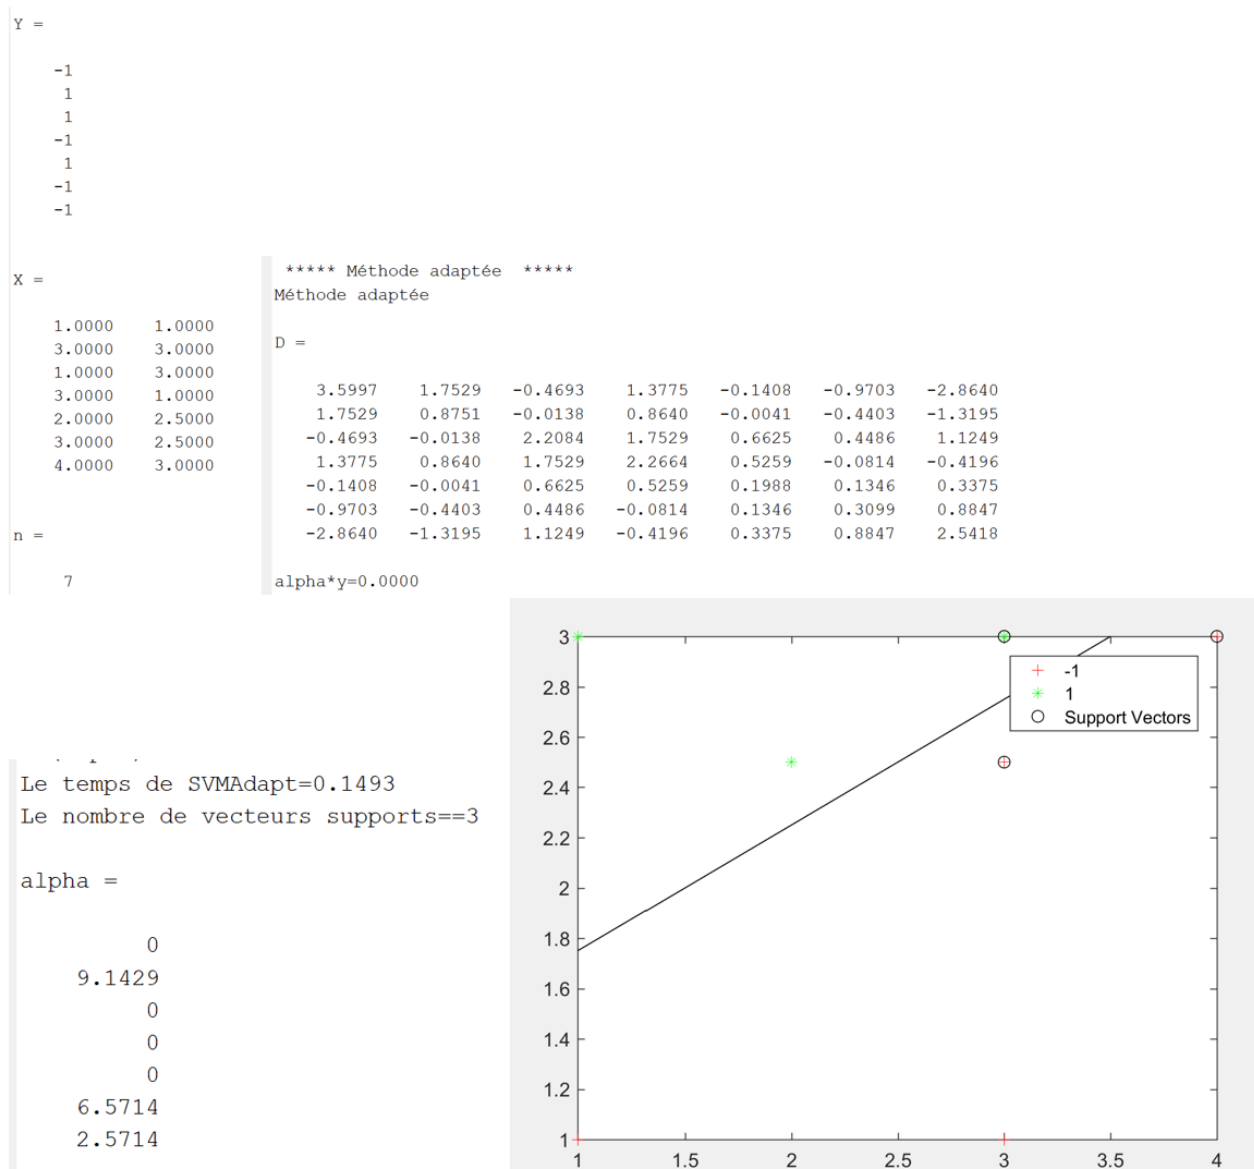 Y =
-1
1
1
-1
1
-1
-1
X =
1.0000 1.0000
3.0000 3.0000
1.0000 3.0000
3.0000 1.0000
2.0000 2.5000
3.0000 2.5000
4.0000 3.0000
n =
7
***** Méthode adaptée *****
Méthode adaptée
D =
3.5997 1.7529 -0.4693 1.3775 -0.1408 -0.9703 -2.8640
1.7529 0.8751 -0.0138 0.8640 -0.0041 -0.4403 -1.3195
-0.4693 -0.0138 2.2084 1.7529 0.6625 0.4486 1.1249
1.3775 0.8640 1.7529 2.2664 0.5259 -0.0814 -0.4196
-0.1408 -0.0041 0.6625 0.5259 0.1988 0.1346 0.3375
-0.9703 -0.4403 0.4486 -0.0814 0.1346 0.3099 0.8847
-2.8640 -1.3195 1.1249 -0.4196 0.3375 0.8847 2.5418
alpha*y=0.0000
Le temps de SVMAdapt=0.1493
Le nombre de vecteurs supports==3
alpha =
0
9.1429
0
0
0
6.5714
2.5714
3
2.8
2.6
2.4
2.2
2
1.8
1.6
1.4
1.2
1
1 1.5 2 2.5 3 3.5 4
-1
1
Support Vectors